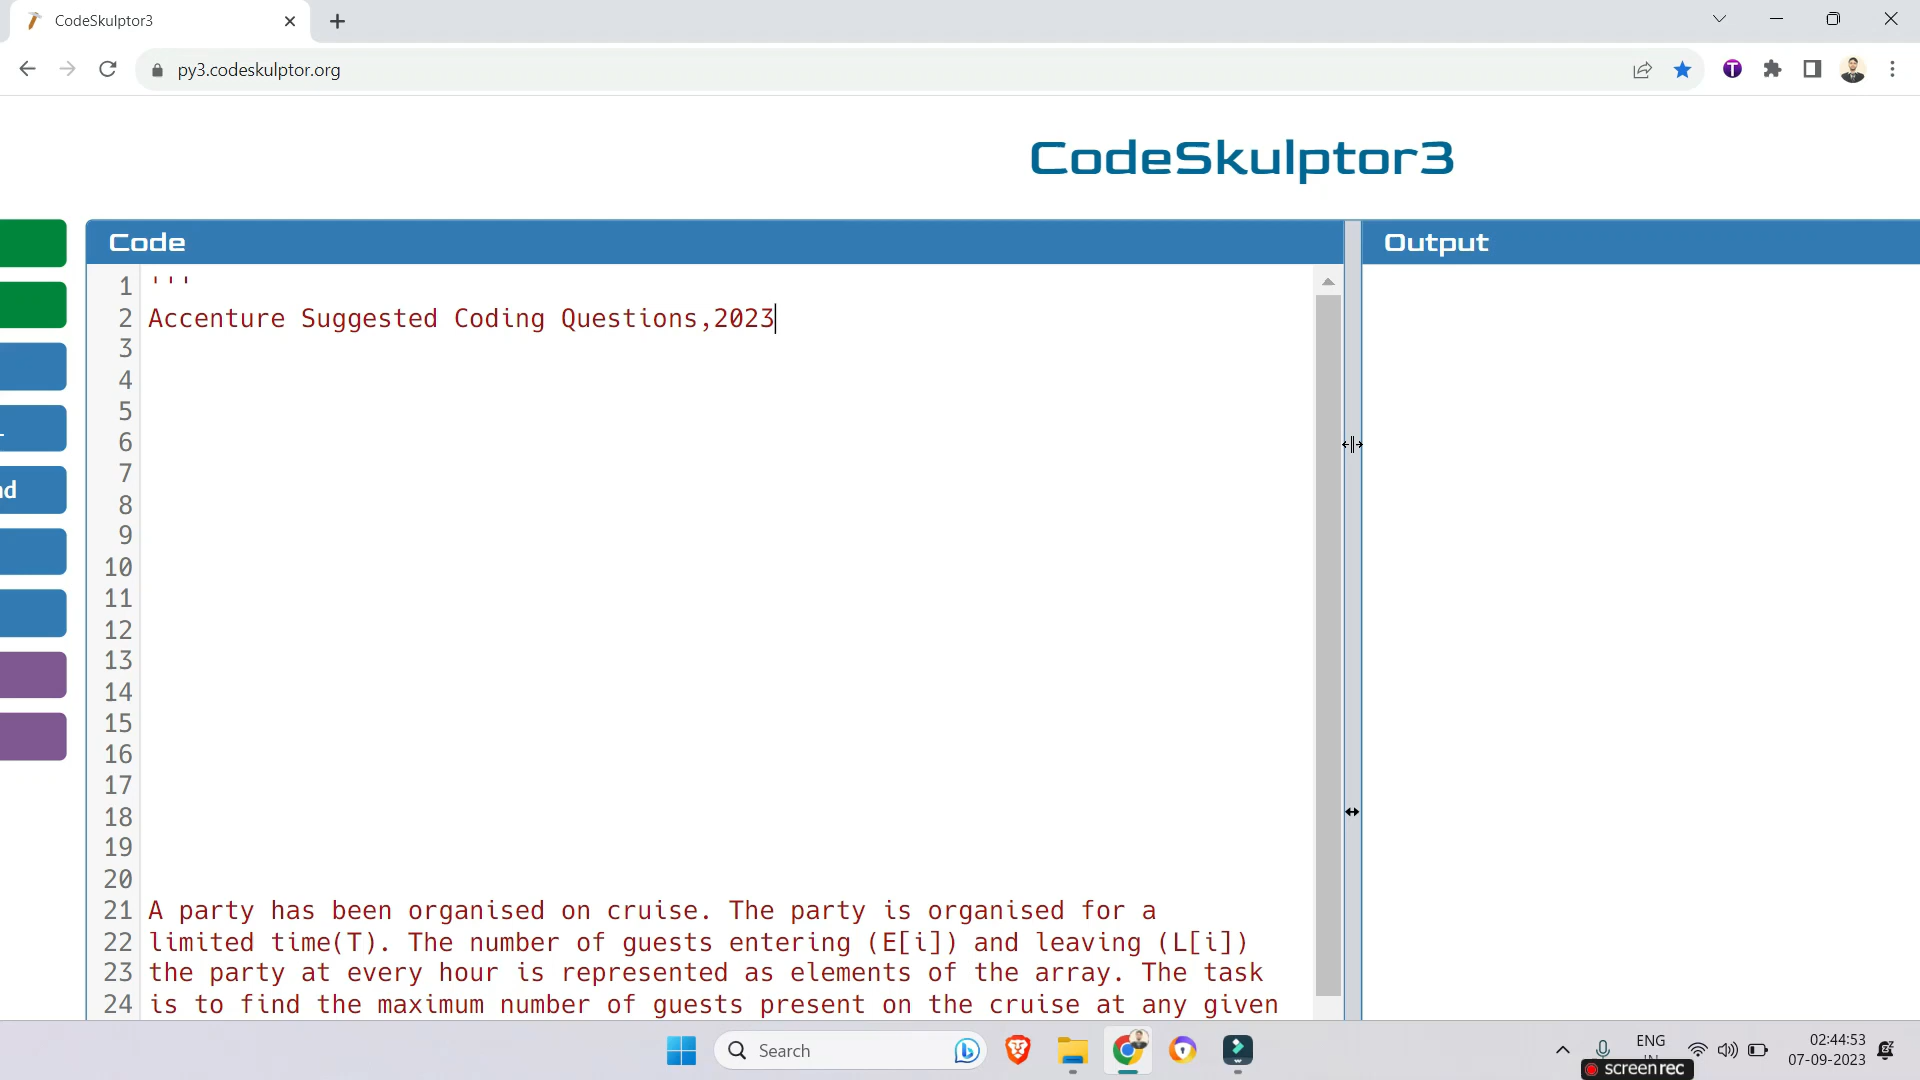 CodeSkulptor3
py3.codeskulptor.org
T
CodeSkulptor3
Code
Output
nd
1 '''
2 Accenture Suggested Coding Questions,2023
3
4
5
6
7
8
9
10
11
12
13
14
15
16
17
18
19
20
21 A party has been organised on cruise. The party is organised for a
22 limited time(T). The number of guests entering (E[i]) and leaving (L[i])
23 the party at every hour is represented as elements of the array. The task
24 is to find the maximum number of guests present on the cruise at any given
Search
ENG
02:44:53
07-09-2023
screenrec